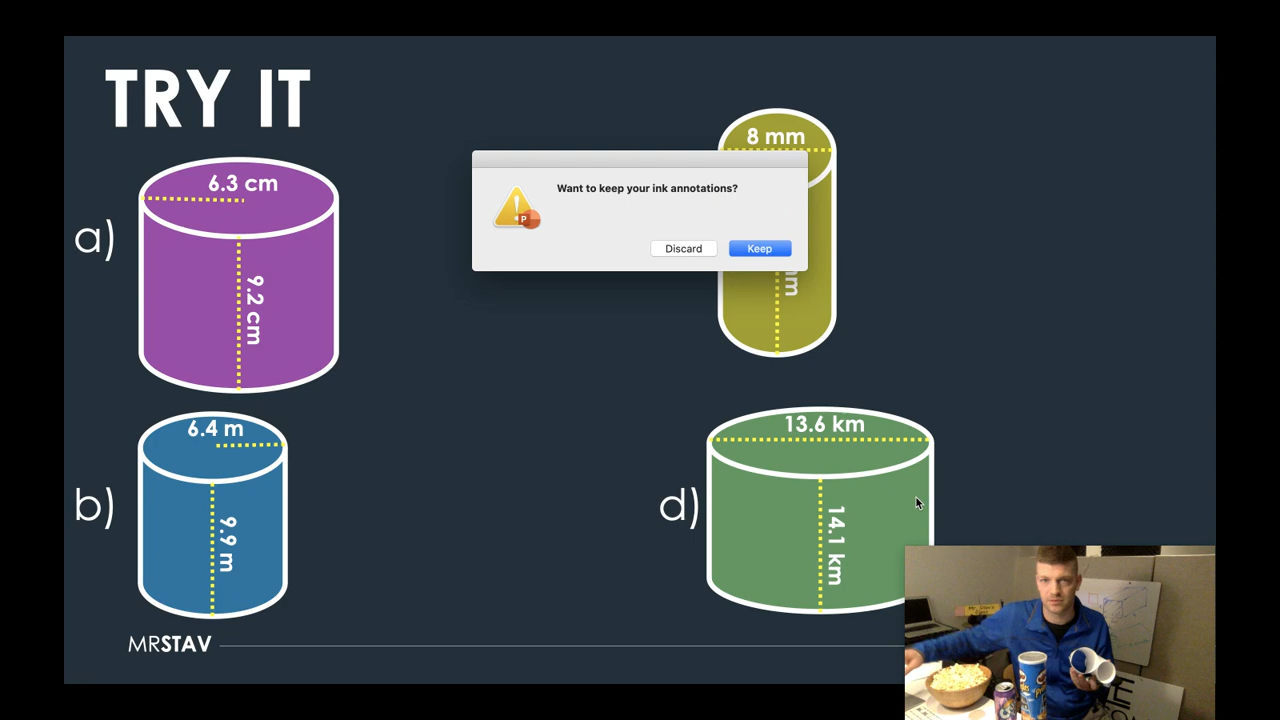 TRY IT
8 mm
6.3 cm
Want to keep your ink annotations?
a)
Discard
Keep
9.2 cm
13.6 km
6.4 m
b)
d)
9.9 m
14.1 km
MRSTAV